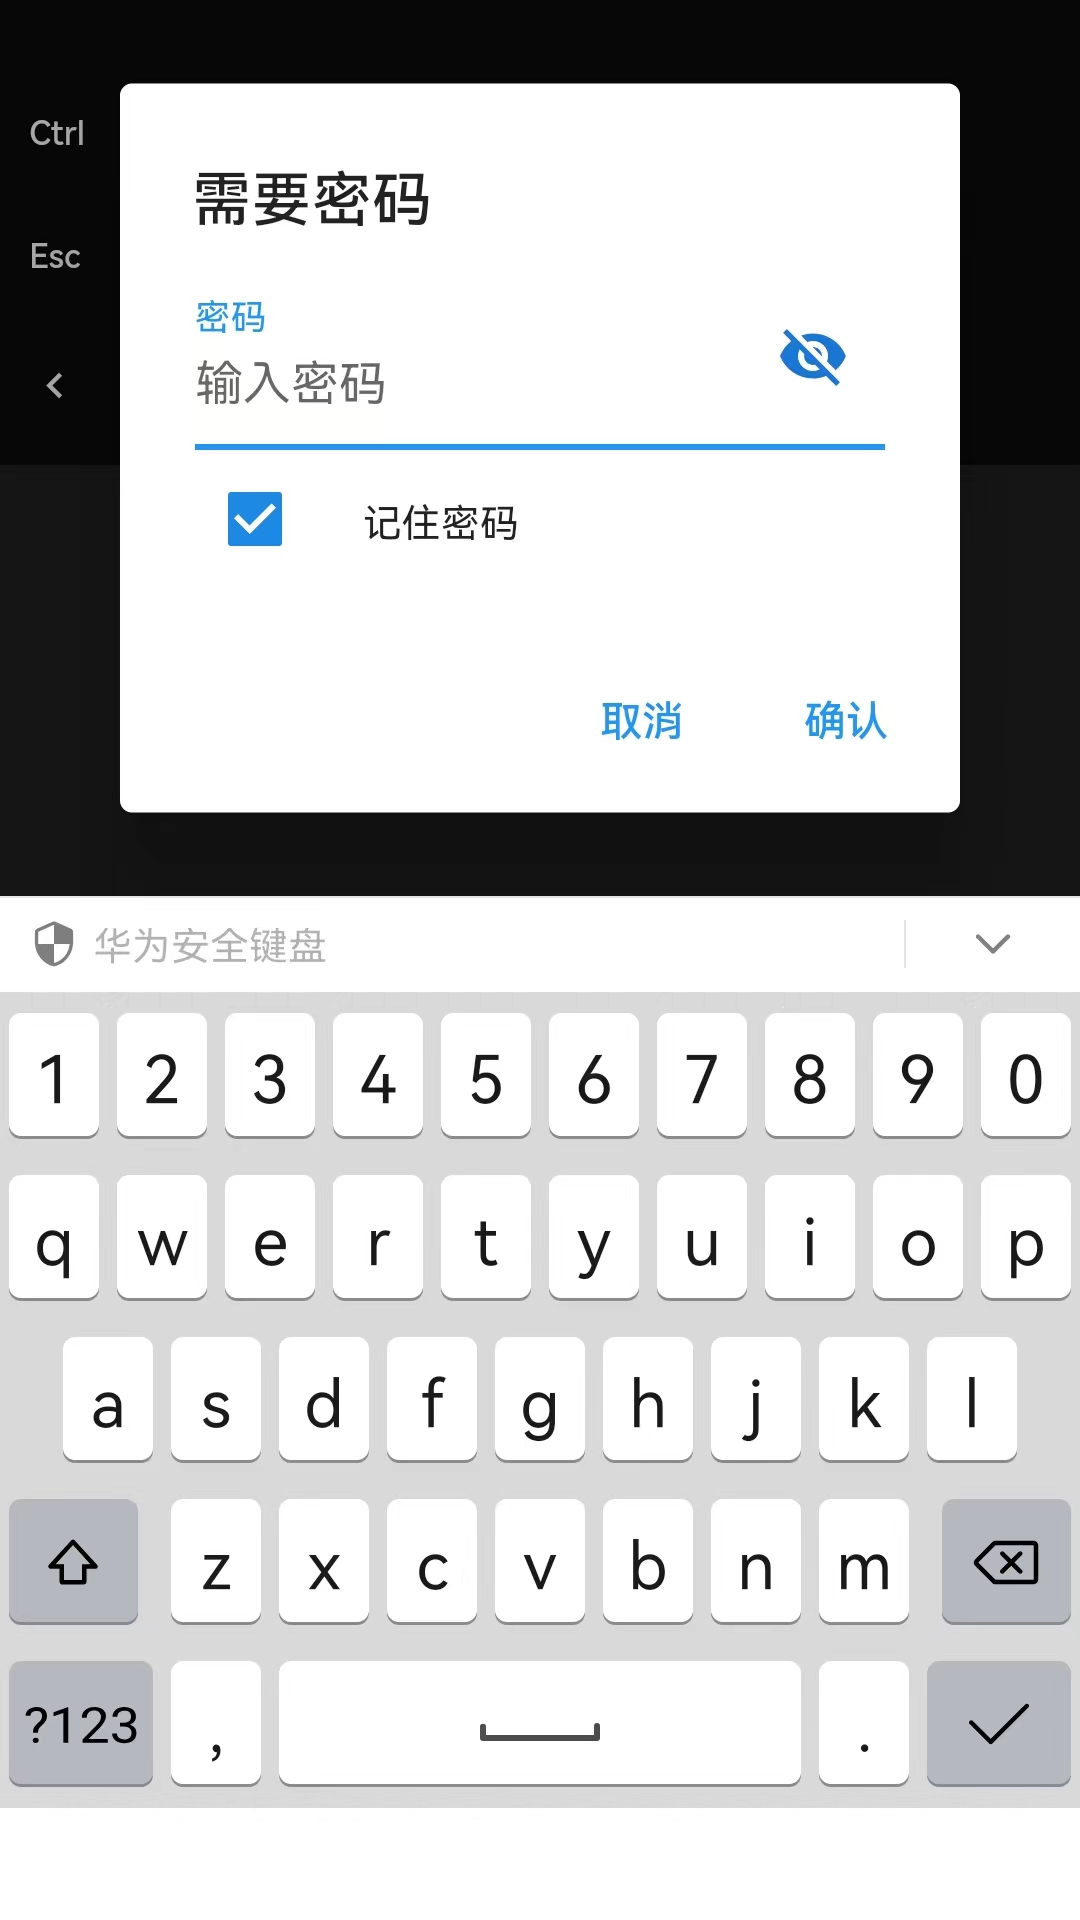 Ctrl
Esc
需要密码
密码
输入密码
记住密码
取消 确认
华为安全键盘
1 2 3 4 5 6 7 8 9 0
q w e r t y u i o p
a s d f g h j k l
z x c v b n m
?123 , .